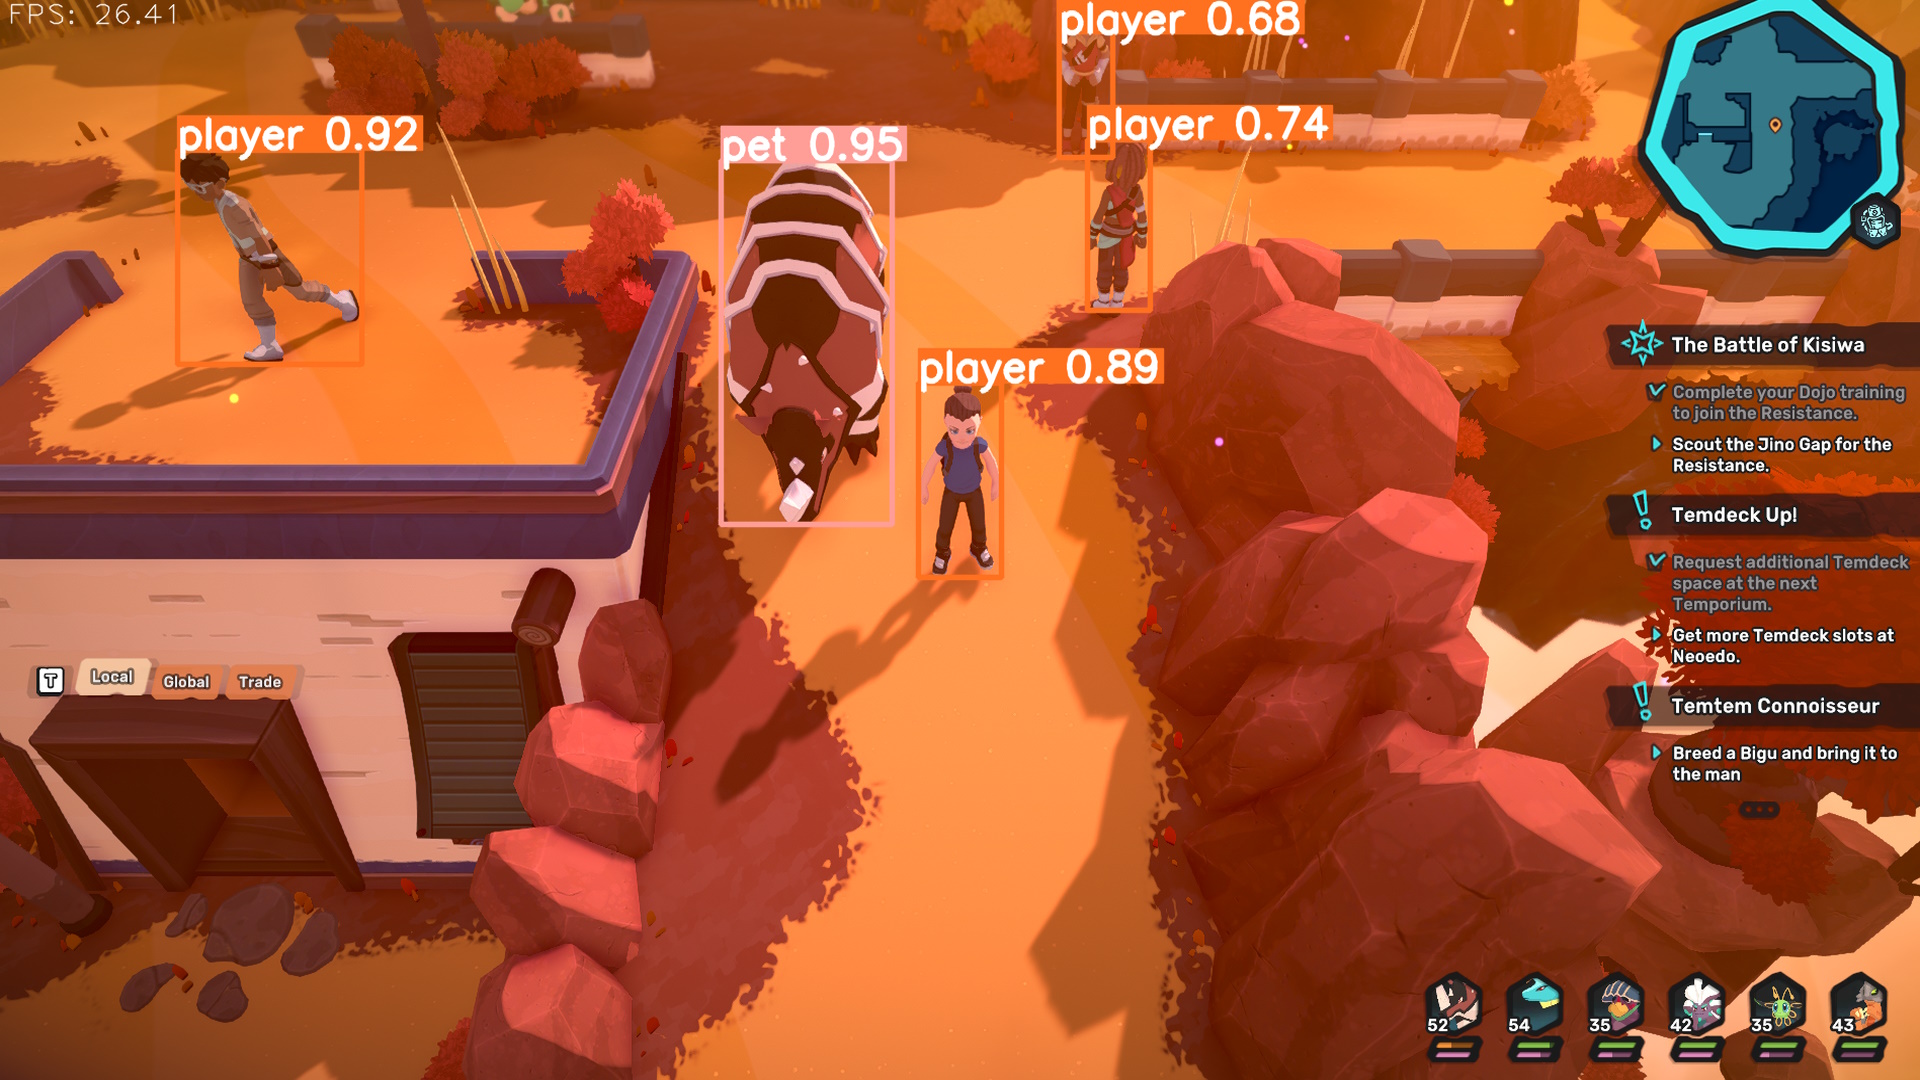 FPS: 26.41
player 0.68
player 0.92
player 0.74
pet 0.95
player 0.89
The Battle of Kisiwa
Complete your Dojo training
to join the Resistance.
Scout the Jino Gap for the
Resistance.
Temdeck Up!
Request additional Temdeck
space at the next
Temporium.
Get more Temdeck slots at
Neoedo.
Temtem Connoisseur
Breed a Bigu and bring it to
the man
T Local Global Trade
52 54 35 42 35 43